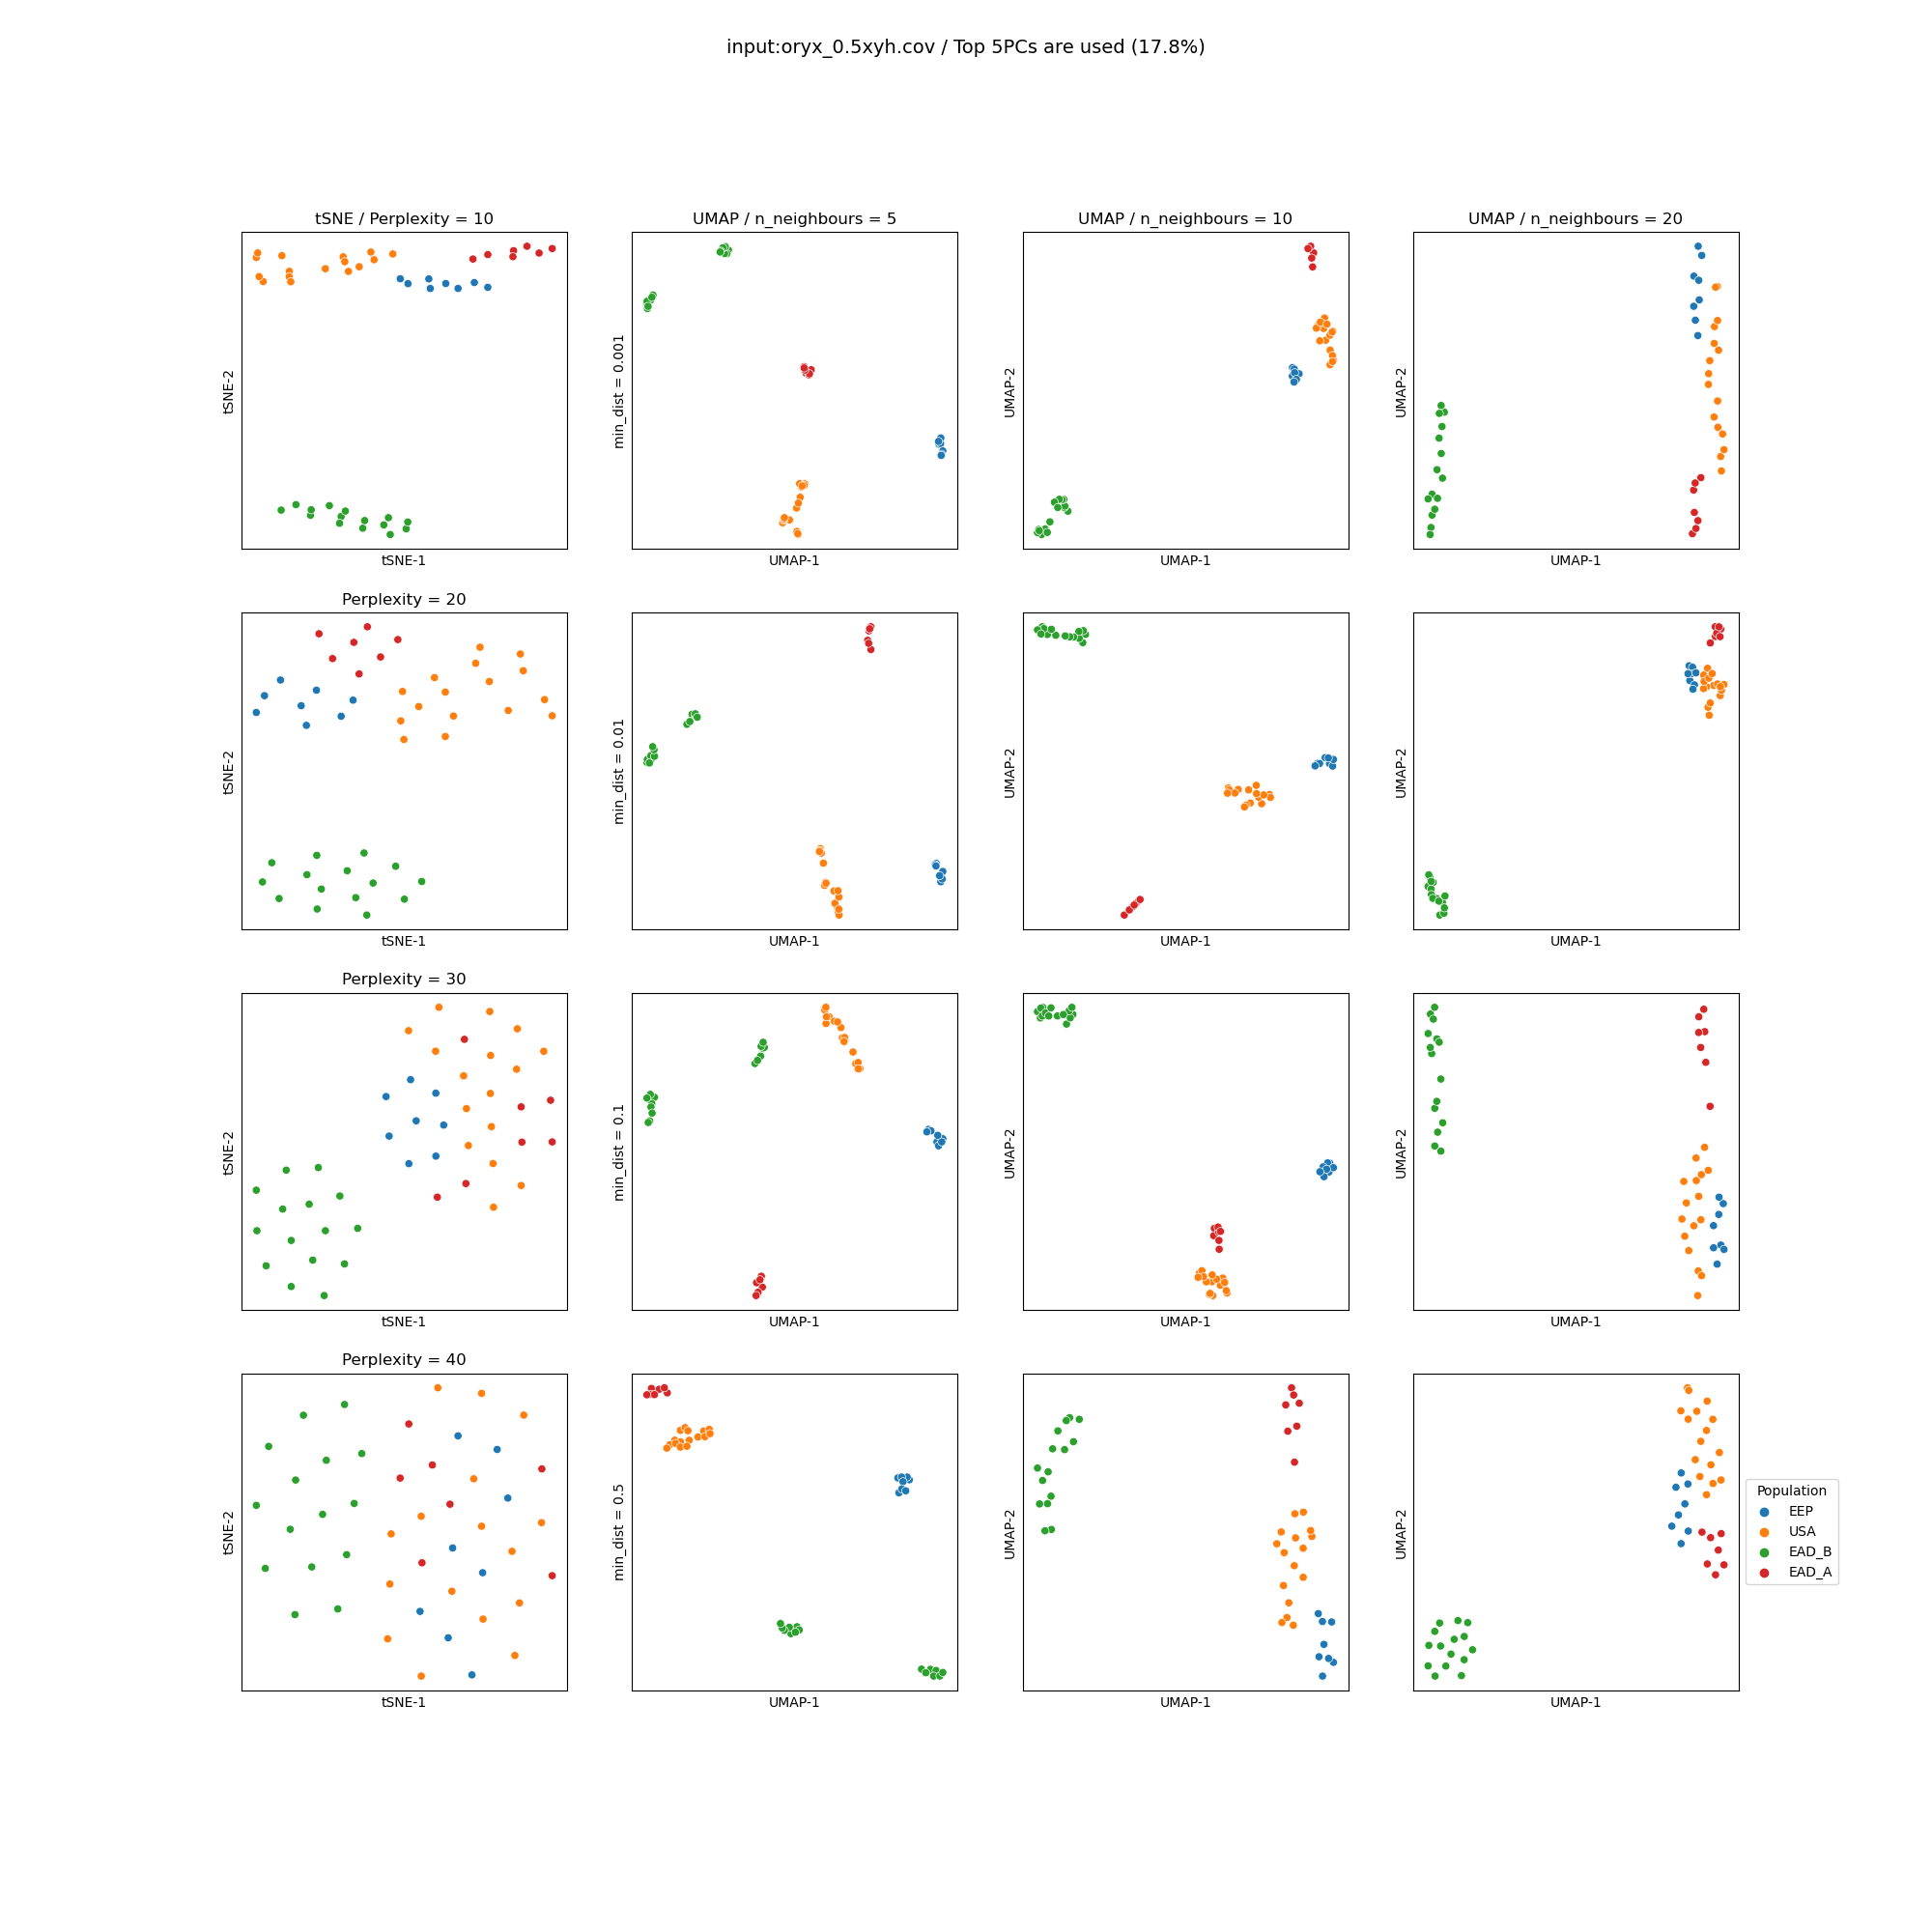 input:oryx_0.5xyh.cov / Top 5PCs are used (17.8%)
tSNE / Perplexity = 10
UMAP / n_neighbours = 5
UMAP / n_neighbours = 10
UMAP / n_neighbours = 20
tSNE-2
min_dist = 0.001
UMAP-2
UMAP-2
tSNE-1
UMAP-1
UMAP-1
UMAP-1
Perplexity = 20
tSNE-2
min_dist = 0.01
UMAP-2
UMAP-2
tSNE-1
UMAP-1
UMAP-1
UMAP-1
Perplexity = 30
tSNE-2
min_dist = 0.1
UMAP-2
UMAP-2
tSNE-1
UMAP-1
UMAP-1
UMAP-1
Perplexity = 40
tSNE-2
min_dist = 0.5
UMAP-2
UMAP-2
Population
EEP
USA
EAD_B
EAD_A
tSNE-1
UMAP-1
UMAP-1
UMAP-1